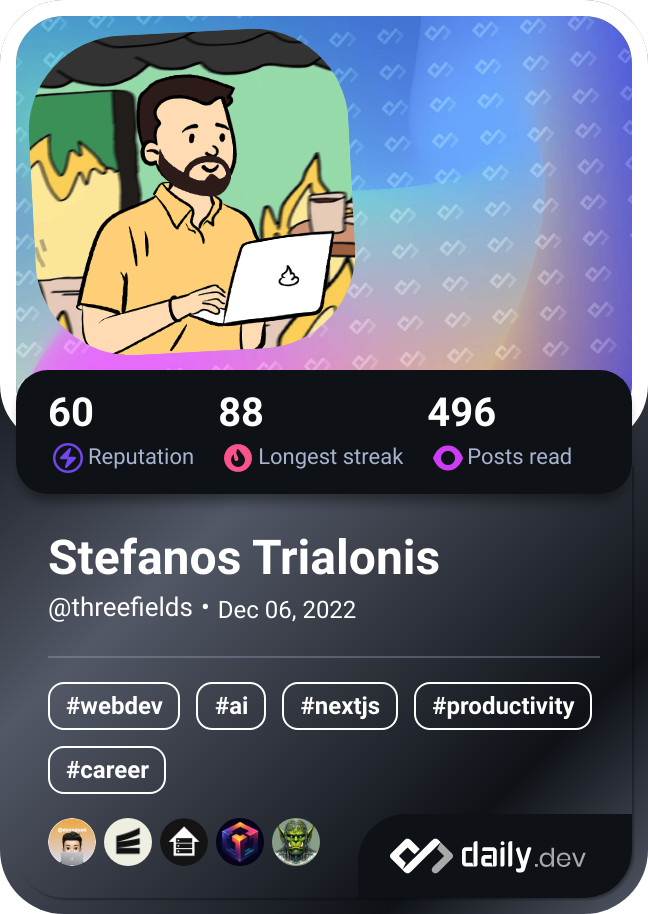 60 88 496
Reputation Longest streak Posts read
Stefanos Trialonis
@threefields • Dec 06, 2022
#webdev #ai #nextjs #productivity
#career
daily.dev